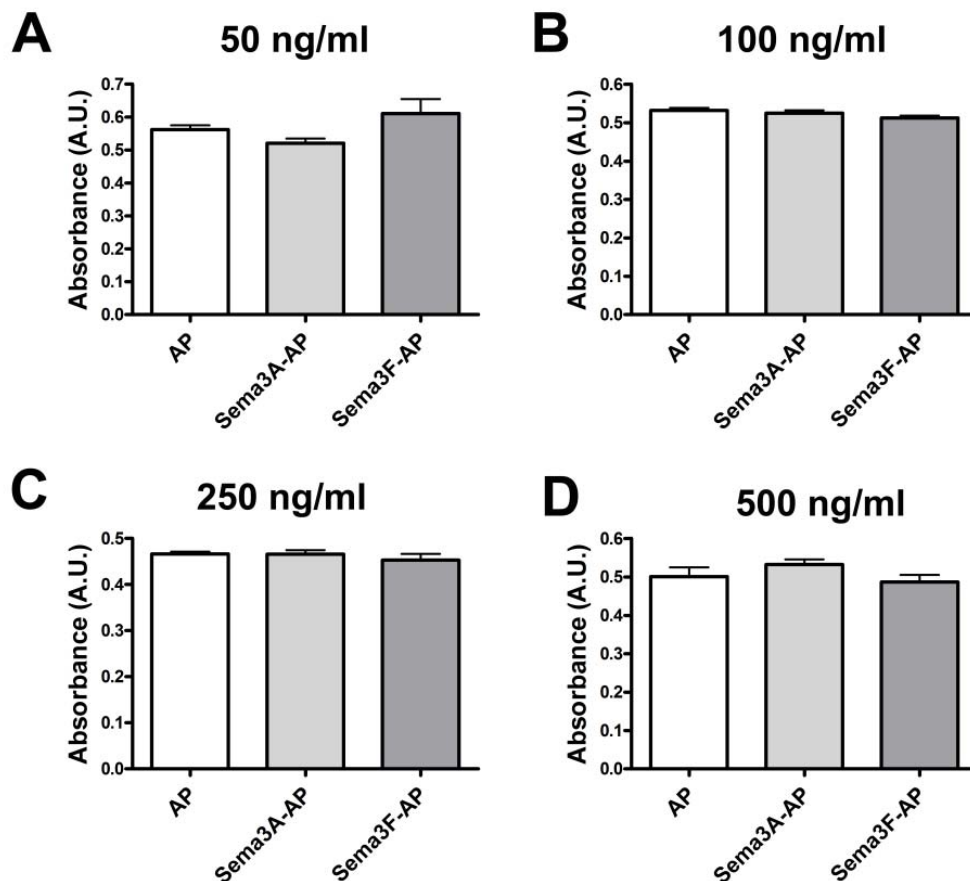 A
50 ng/ml
Absorbance (A.U.)
0.7
0.6
0.5
0.4
0.3
0.2
0.1
0.0
AP
Sema3A-AP
Sema3F-AP
B
100 ng/ml
Absorbance (A.U.)
0.6
0.5
0.4
0.3
0.2
0.1
0.0
AP
Sema3A-AP
Sema3F-AP
C
250 ng/ml
Absorbance (A.U.)
0.5
0.4
0.3
0.2
0.1
0.0
AP
Sema3A-AP
Sema3F-AP
D
500 ng/ml
Absorbance (A.U.)
0.6
0.5
0.4
0.3
0.2
0.1
0.0
AP
Sema3A-AP
Sema3F-AP